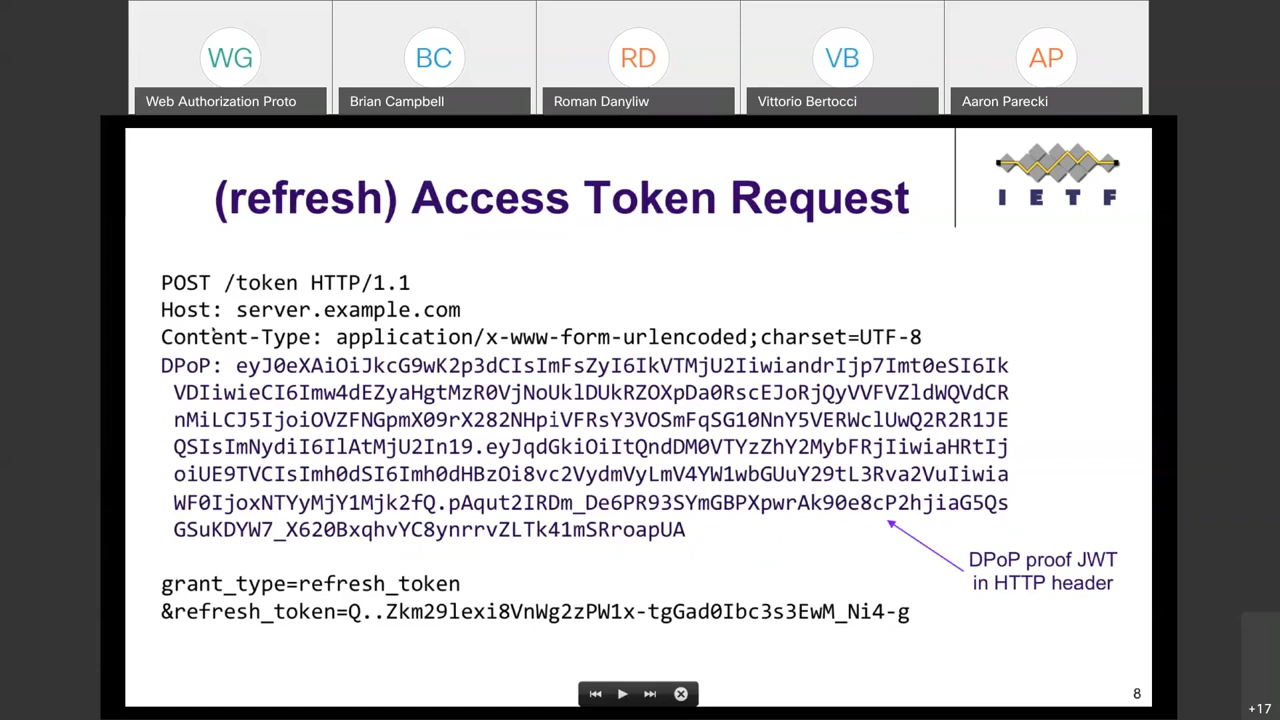 WG
BC
RD
VB
AP
Web Authorization Proto
Brian Campbell
Roman Danyliw
Vittorio Bertocci
Aaron Parecki
(refresh) Access Token Request
I E T F
POST /token HTTP/1.1
Host: server.example.com
Content-Type: application/x-www-form-urlencoded;charset=UTF-8
DPoP: eyJ0eXAiOiJkcG9wK2p3dCIsImFsZyI6IkVTMjU2IiwiandrIjp7Imt0eSI6Ik
VDIiwieCI6Imw4dEZyaHgtMzR0VjNoUklDUkRZOXpDa0RscEJoRjQyVVFVZldWQVdCR
nMiLCJ5IjoiOVZFNGpmX09rX282NHpiVFRsY3VOSmFqSG10NnY5VERWclUwQ2R2R1JE
QSIsImNydiI6IlAtMjU2In19.eyJqdGkiOiItQndDM0VTYzZhY2MybFRjIiwiaHRtIj
oiUE9TVCIsImh0dSI6Imh0dHBzOi8vc2VydmVyLmV4YW1wbGUuY29tL3Rva2VuIiwia
WF0IjoxNTYyMjY1Mjk2fQ.pAqut2IRDm_De6PR93SYmGBPXpwrAk90e8cP2hjiaG5Qs
GSuKDYW7_X620BxqhvYC8ynrrvZLTk41mSRroapUA
DPoP proof JWT
in HTTP header
grant_type=refresh_token
&refresh_token=Q..Zkm29lexi8VnWg2zPW1x-tgGad0Ibc3s3EwM_Ni4-g
8
+17